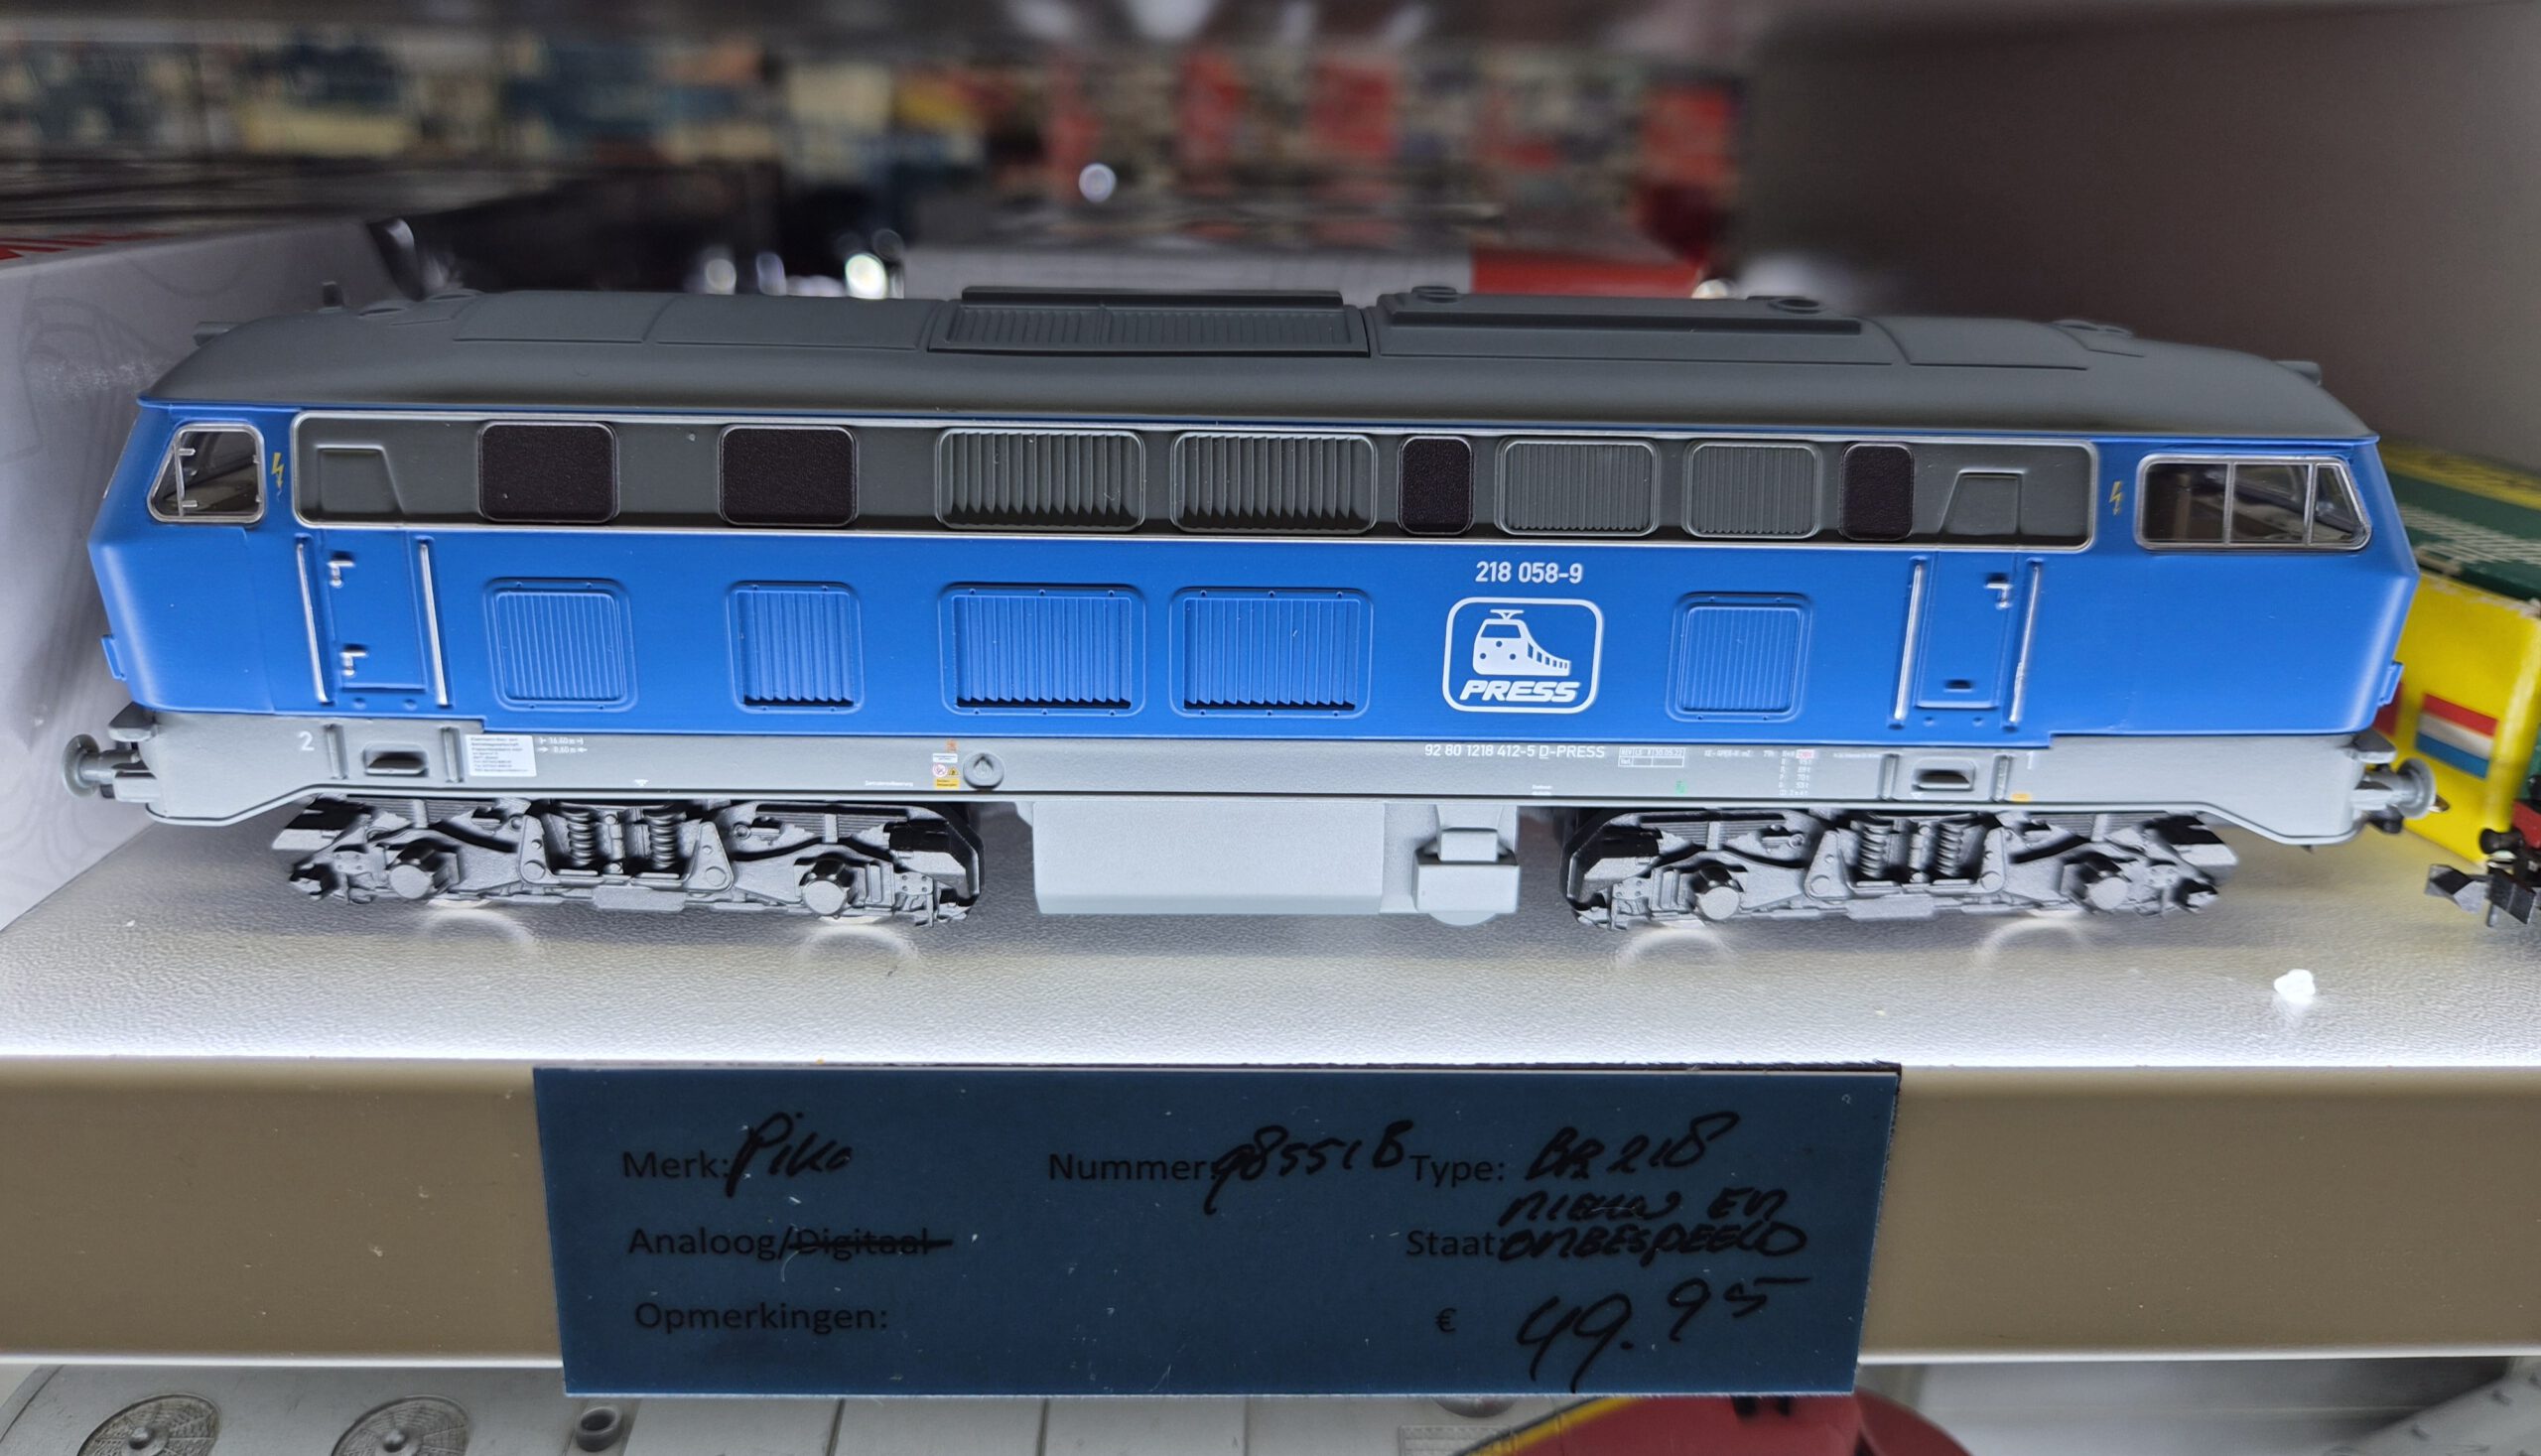 218 058-9
PRESS
2
92 80 1218 412-5 D-PRESS
1
Merk: Piko Nummer: 98551B Type: BR 218
Analoog/Digitaal Staat: NIEUW EN
ONBESPEELD
Opmerkingen: € 49.95